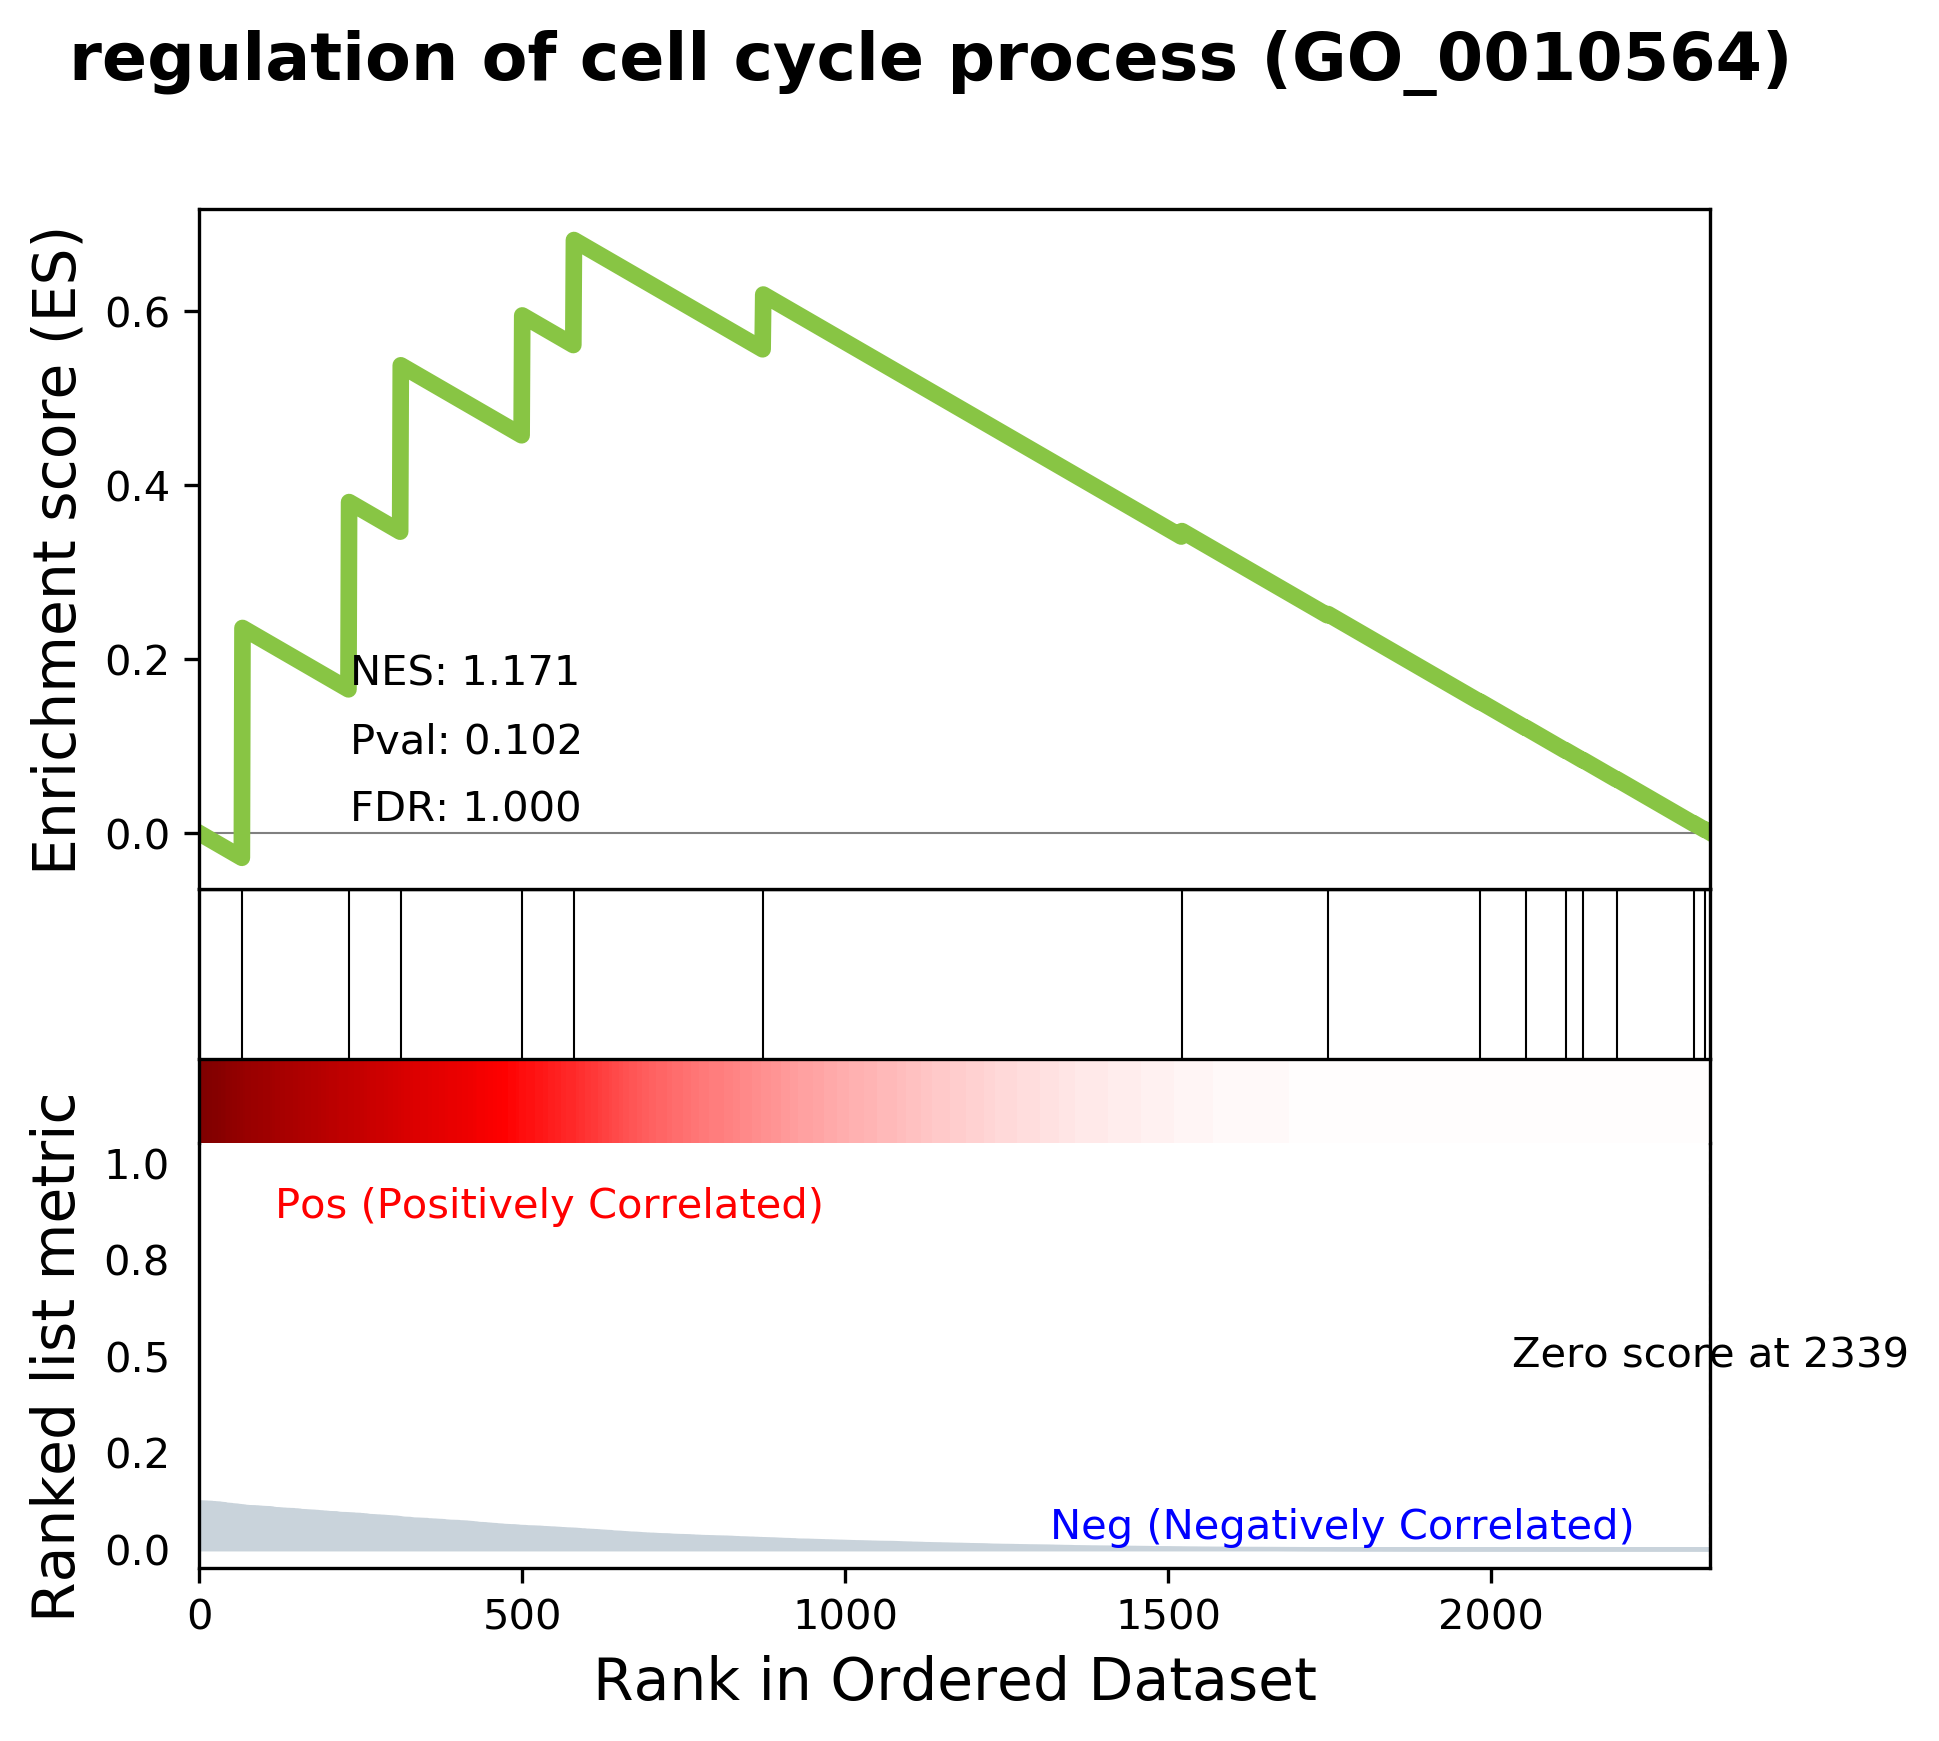 regulation of cell cycle process (GO_0010564)
Enrichment score (ES)
0.6
0.4
0.2
0.0
NES: 1.171
Pval: 0.102
FDR: 1.000
Ranked list metric
1.0
0.8
0.5
0.2
0.0
Pos (Positively Correlated)
Zero score at 2339
Neg (Negatively Correlated)
0 500 1000 1500 2000
Rank in Ordered Dataset